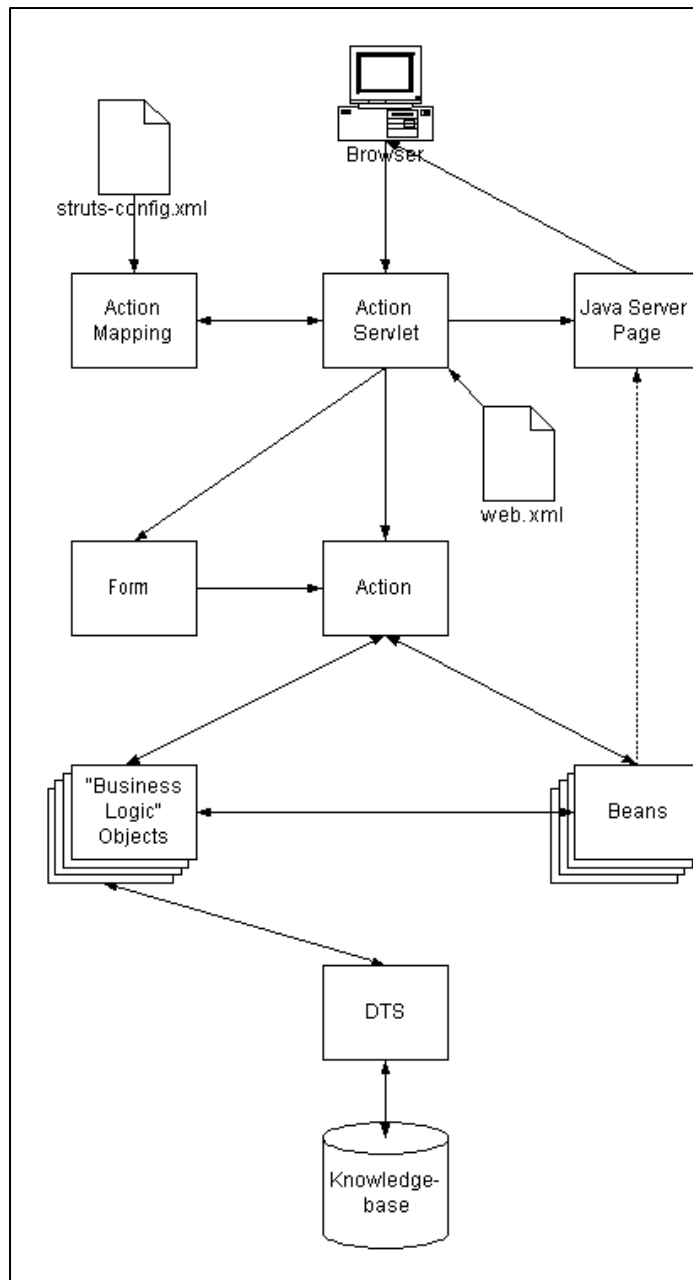 Browser
struts-config.xml
Action
Mapping
Action
Servlet
Java Server
Page
web.xml
Form
Action
"Business
Logic"
Objects
Beans
DTS
Knowledge-
base